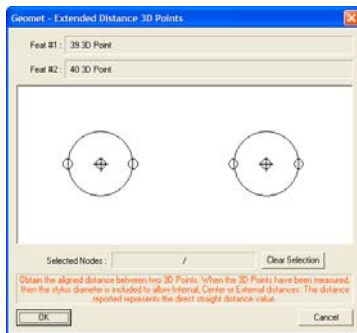 Geomet - Extended Distance 3D Points
Feat #1 : 39 3D Point
Feat #2 : 40 3D Point
Selected Nodes : / Clear Selection
Obtain the aligned distance between two 3D Points. When the 3D Points have been measured,
then the stylus diameter is included to allow Internal, Center or External distances. The distance
reported represents the direct straight distance value.
OK Cancel